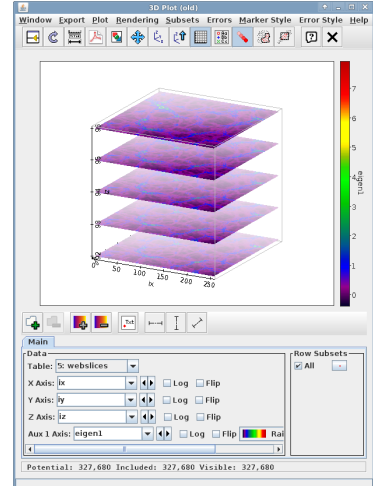 3D Plot (old)
Window Export Plot Rendering Subsets Errors Marker Style Error Style Help
7
5
4
3
2
1
0
eigen1
0 50 100 150 200 250
ix
Main
Data
Row Subsets
Table: 5: webslices
All
X Axis: ix Log Flip
Y Axis: iy Log Flip
Z Axis: iz Log Flip
Aux 1 Axis: eigen1 Log Flip Rai
Potential: 327,680 Included: 327,680 Visible: 327,680